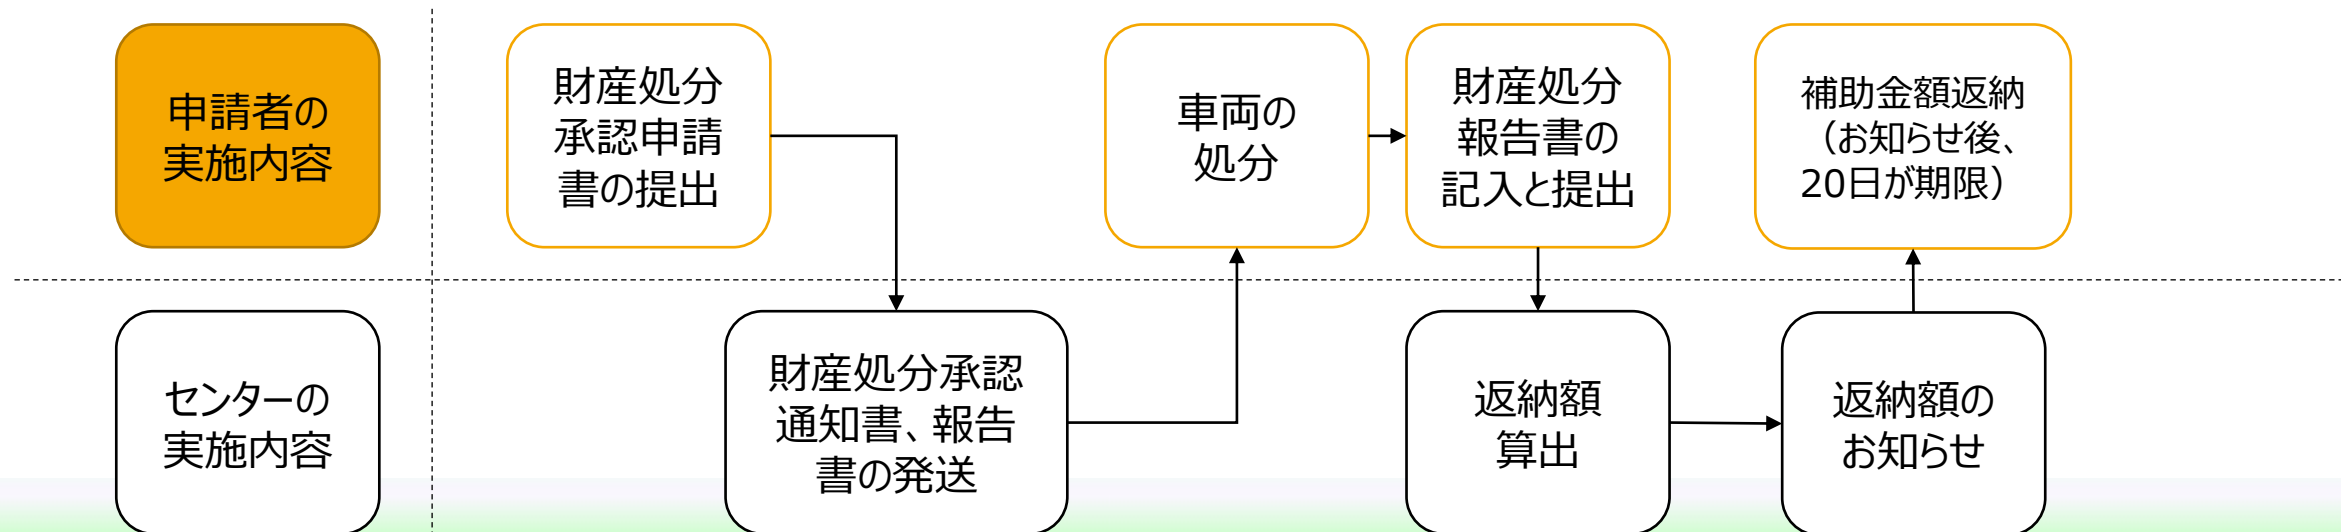 申請者の
実施内容
財産処分
承認申請
書の提出
車両の
処分
財産処分
報告書の
記入と提出
補助金額返納
（お知らせ後、
20日が期限）
センターの
実施内容
財産処分承認
通知書、報告
書の発送
返納額
算出
返納額の
お知らせ